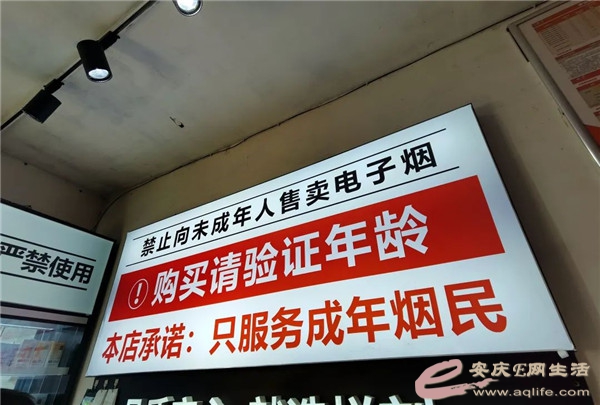 禁止向未成年人售卖电子烟
购买请验证年龄
本店承诺：只服务成年烟民
严禁使用
安庆E网生活
www.aqlife.com